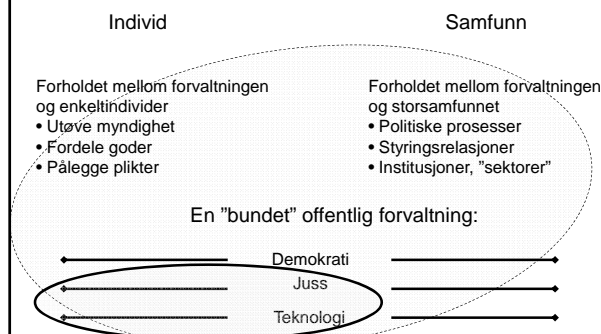 Individ
Samfunn
Forholdet mellom forvaltningen
og enkeltindivider
• Utøve myndighet
• Fordele goder
• Pålegge plikter
Forholdet mellom forvaltningen
og storsamfunnet
• Politiske prosesser
• Styringsrelasjoner
• Institusjoner, ”sektorer”
En ”bundet” offentlig forvaltning:
Demokrati
Juss
Teknologi